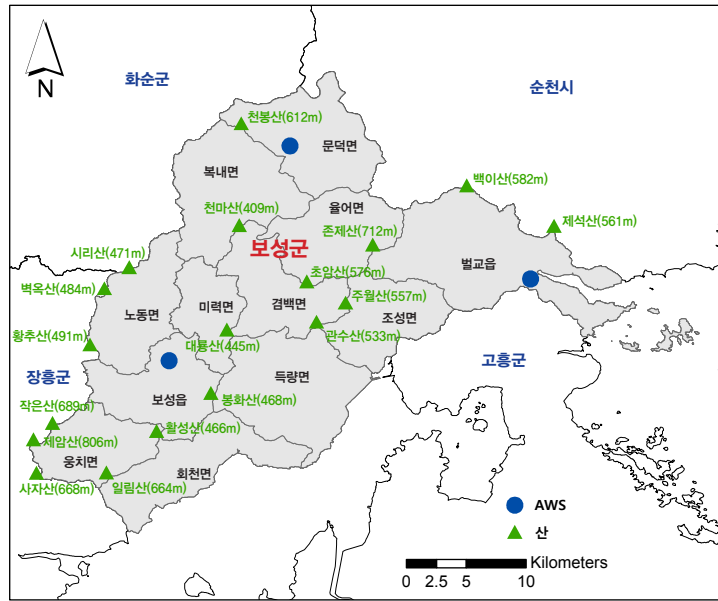 화순군
순천시
천봉산(612m)
문덕면
복내면
백이산(582m)
율어면
천마산(409m)
제석산(561m)
존제산(712m)
보성군
벌교읍
시리산(471m)
초암산(576m)
벽옥산(484m)
주월산(557m)
미력면
겸백면
노동면
조성면
황추산(491m)
대룡산(445m)
관수산(533m)
고흥군
장흥군
득량면
보성읍
봉화산(468m)
작은산(689m)
활성산(466m)
제암산(806m)
웅치면
회천면
사자산(668m)
일림산(664m)
N
AWS
산
Kilometers
0 2.5 5 10